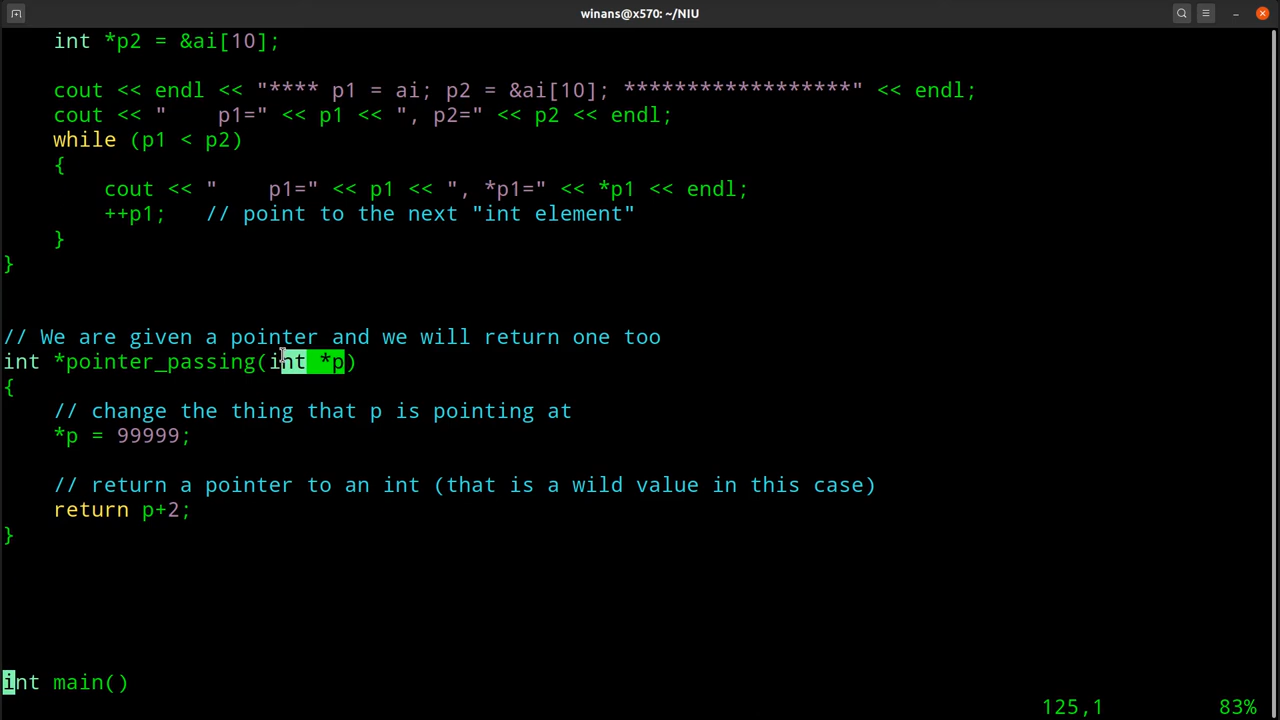 winans@x570: ~/NIU
int *p2 = &ai[10];
cout << endl << "**** p1 = ai; p2 = &ai[10]; ******************" << endl;
cout << "    p1=" << p1 << ", p2=" << p2 << endl;
while (p1 < p2)
{
cout << "    p1=" << p1 << ", *p1=" << *p1 << endl;
++p1;   // point to the next "int element"
}
}
// We are given a pointer and we will return one too
int *pointer_passing(int *p)
{
// change the thing that p is pointing at
*p = 99999;
// return a pointer to an int (that is a wild value in this case)
return p+2;
}
int main()
125,1 83%